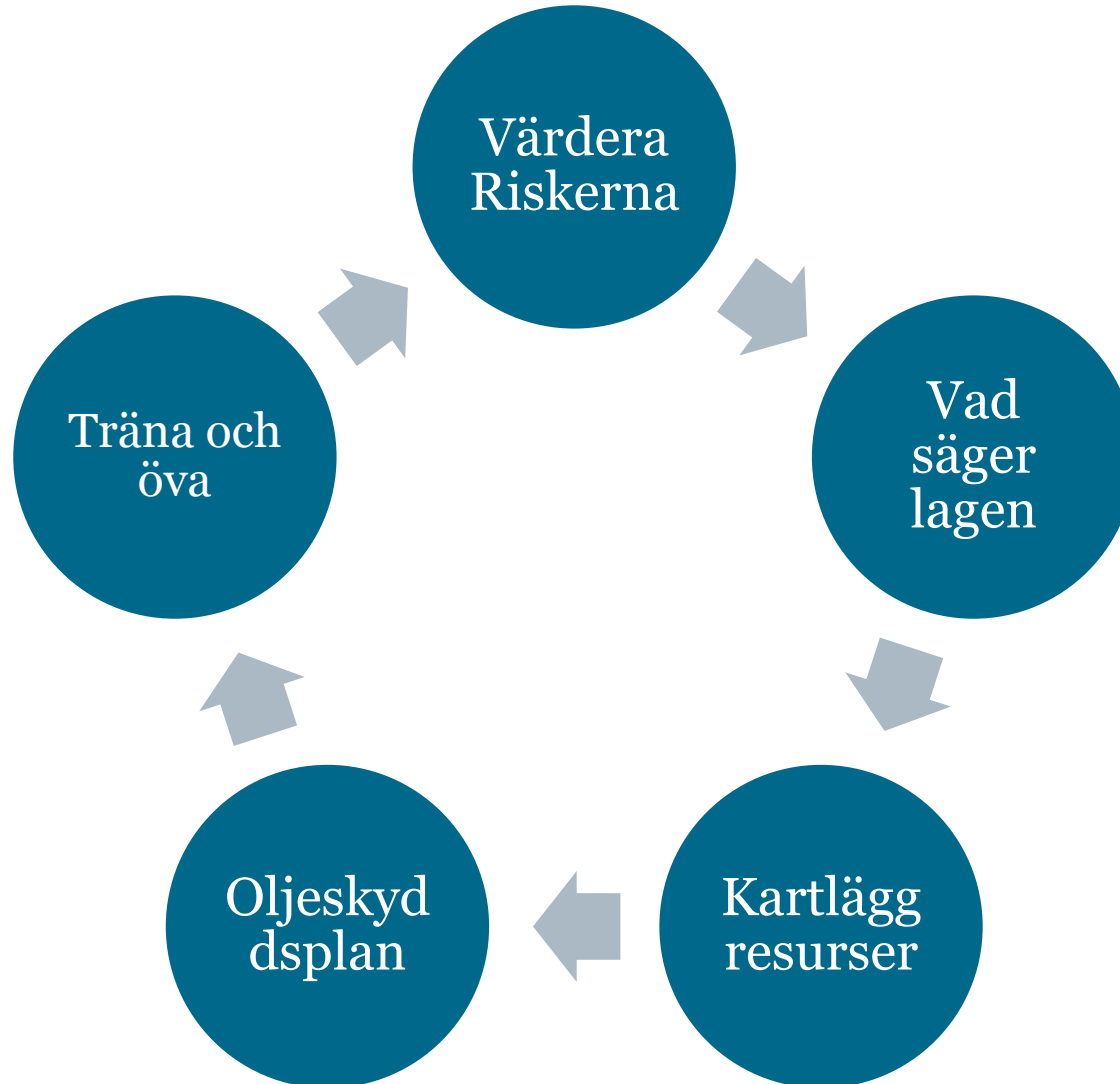 Värdera
Riskerna
Vad
säger
lagen
Kartlägg
resurser
Oljeskyd
dsplan
Träna och
öva